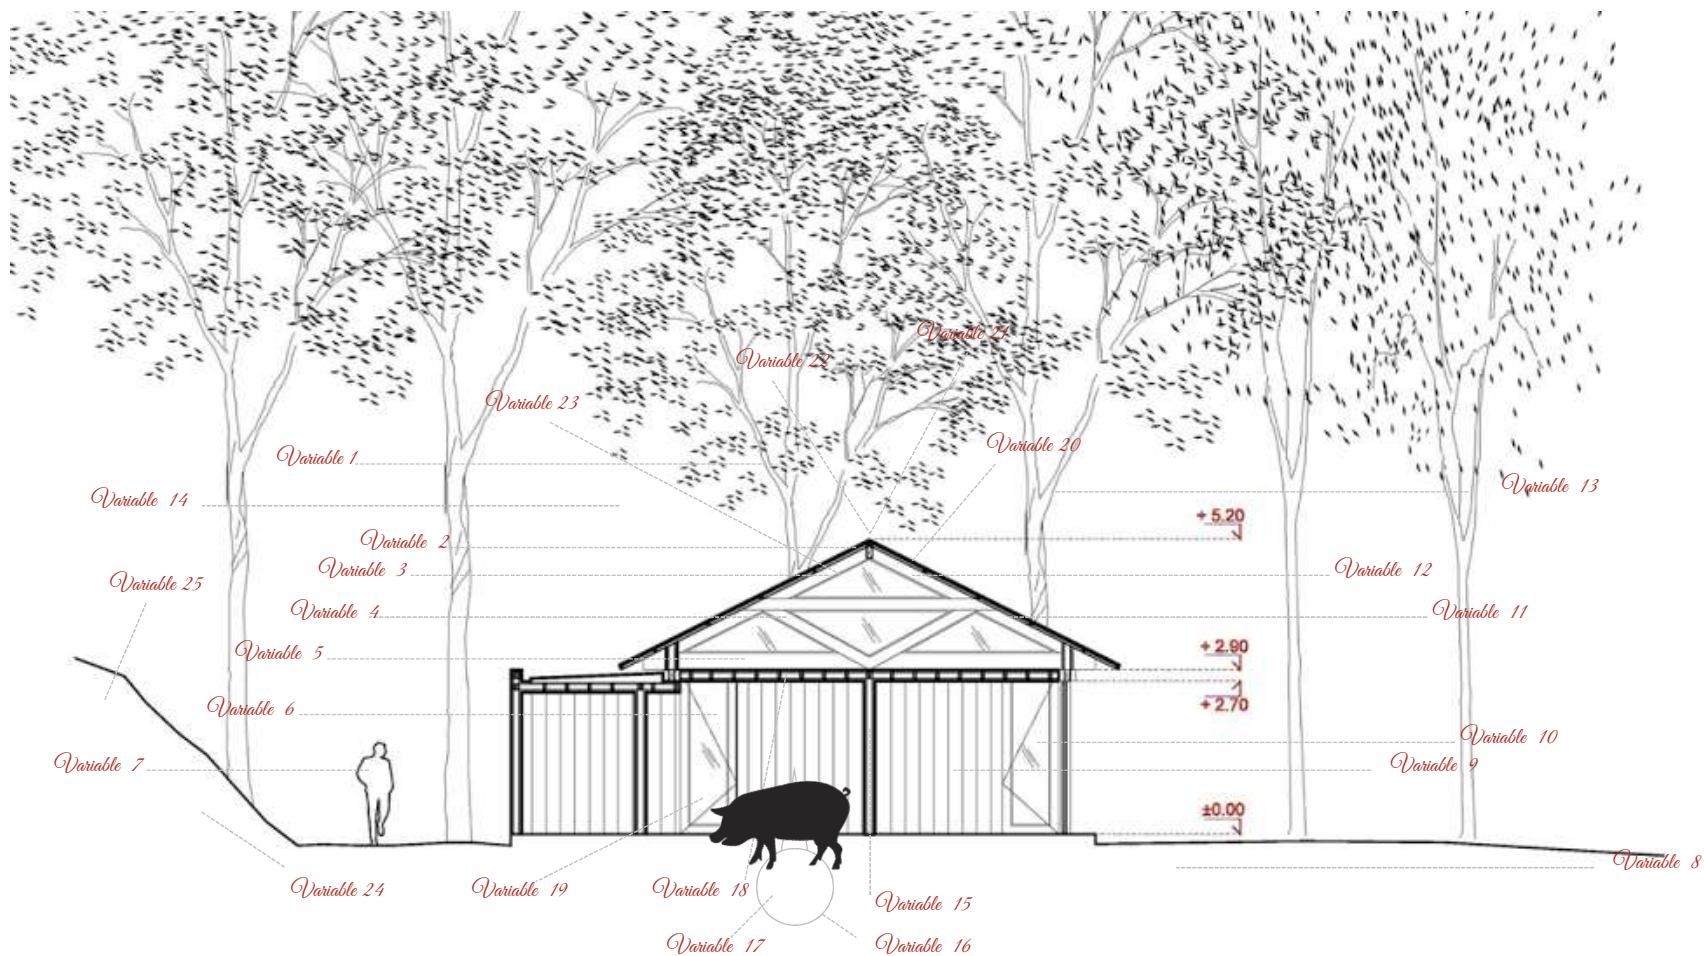 Variable 21
Variable 22
Variable 23
Variable 20
Variable 1
Variable 14
Variable 13
+ 5.20
Variable 2
Variable 3
Variable 12
Variable 25
Variable 4
Variable 11
Variable 5
+ 2.90
Variable 6
+ 2.70
Variable 10
Variable 7
Variable 9
±0.00
Variable 8
Variable 24
Variable 19
Variable 18
Variable 15
Variable 17
Variable 16